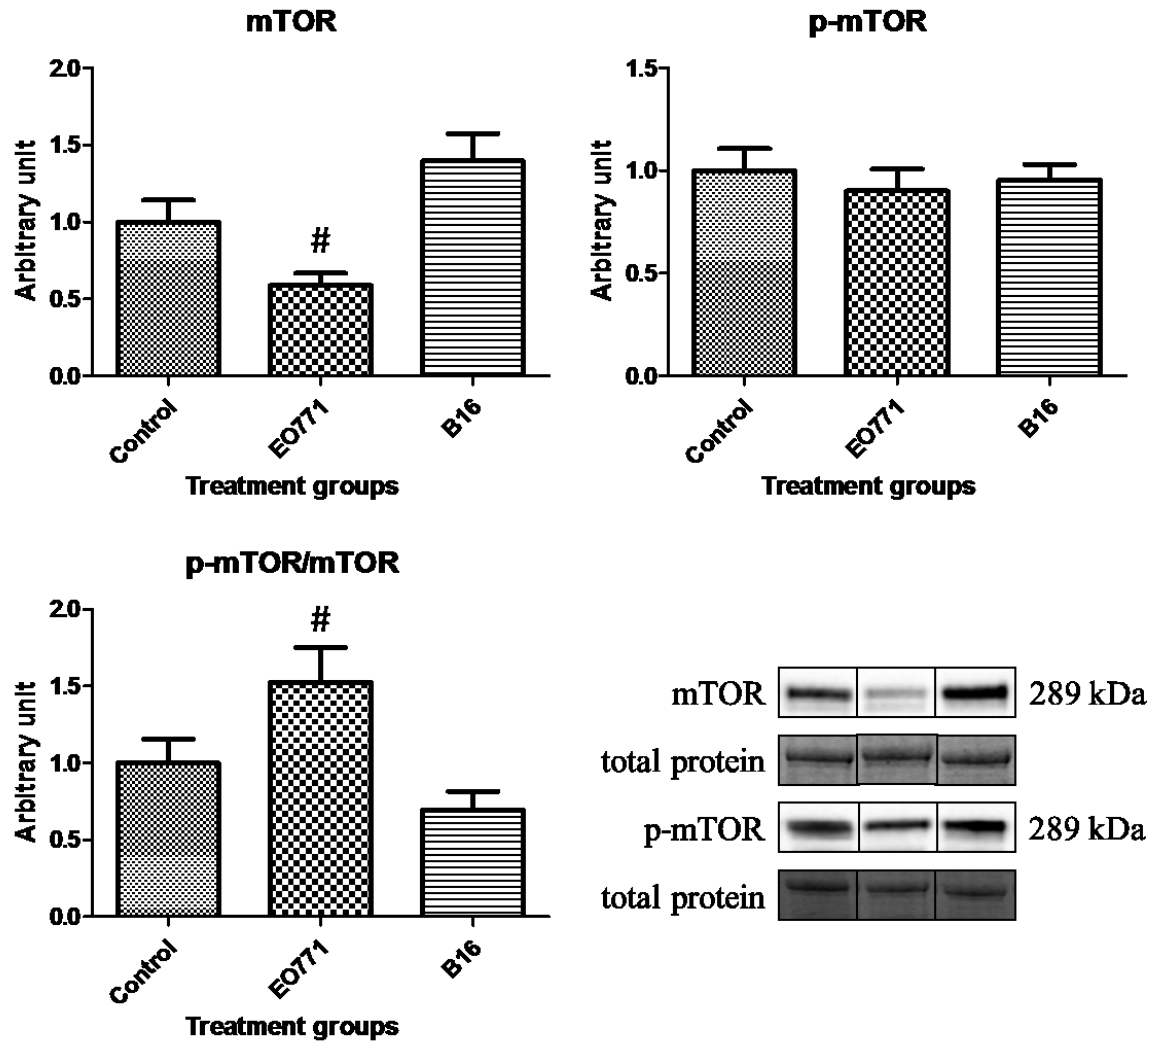 mTOR
2.0
1.5
1.0
0.5
0.0
Arbitrary unit
#
Control
EO771
B16
Treatment groups
p-mTOR
1.5
1.0
0.5
0.0
Arbitrary unit
Control
EO771
B16
Treatment groups
p-mTOR/mTOR
2.0
1.5
1.0
0.5
0.0
Arbitrary unit
#
Control
EO771
B16
Treatment groups
mTOR 289 kDa
total protein
p-mTOR 289 kDa
total protein